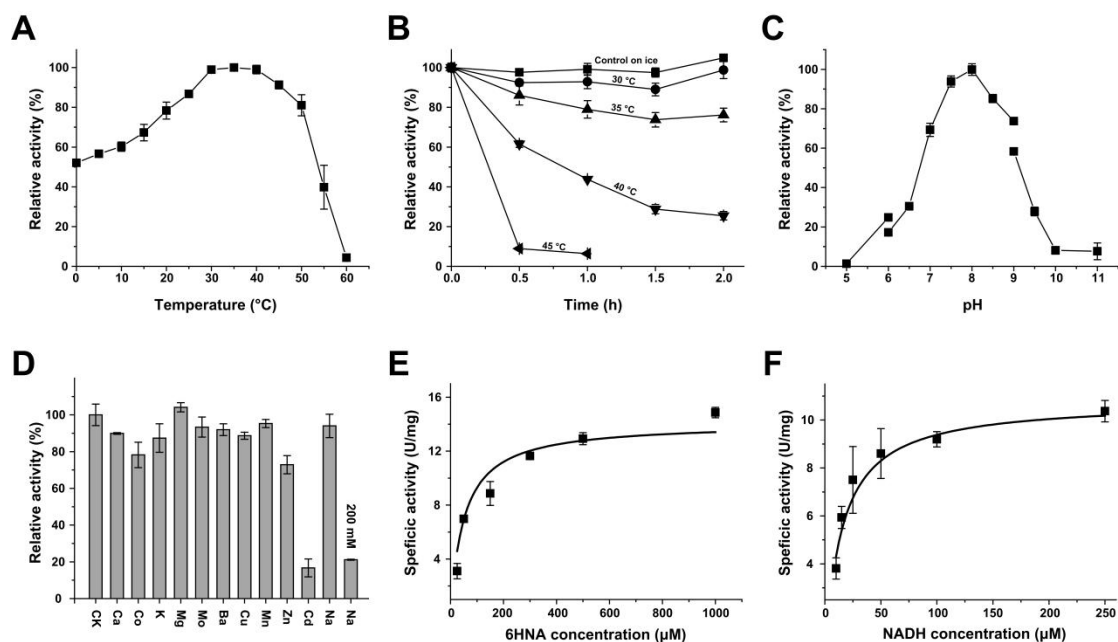 A
Relative activity (%)
100
80
60
40
20
0
0
10
20
30
40
50
60
Temperature (°C)
B
Relative activity (%)
100
80
60
40
20
0
Control on ice
30 °C
35 °C
40 °C
45 °C
0.0
0.5
1.0
1.5
2.0
Time (h)
C
Relative activity (%)
100
80
60
40
20
0
5
6
7
8
9
10
11
pH
D
Relative activity (%)
100
80
60
40
20
0
200 mM
CK
Ca
Co
K
Mg
Mo
Ba
Cu
Mn
Zn
Cd
Na
Na
E
Speficic activity (U/mg)
16
12
8
4
0
200
400
600
800
1000
6HNA concentration (µM)
F
Speficic activity (U/mg)
10
8
6
4
2
0
50
100
150
200
250
NADH concentration (µM)